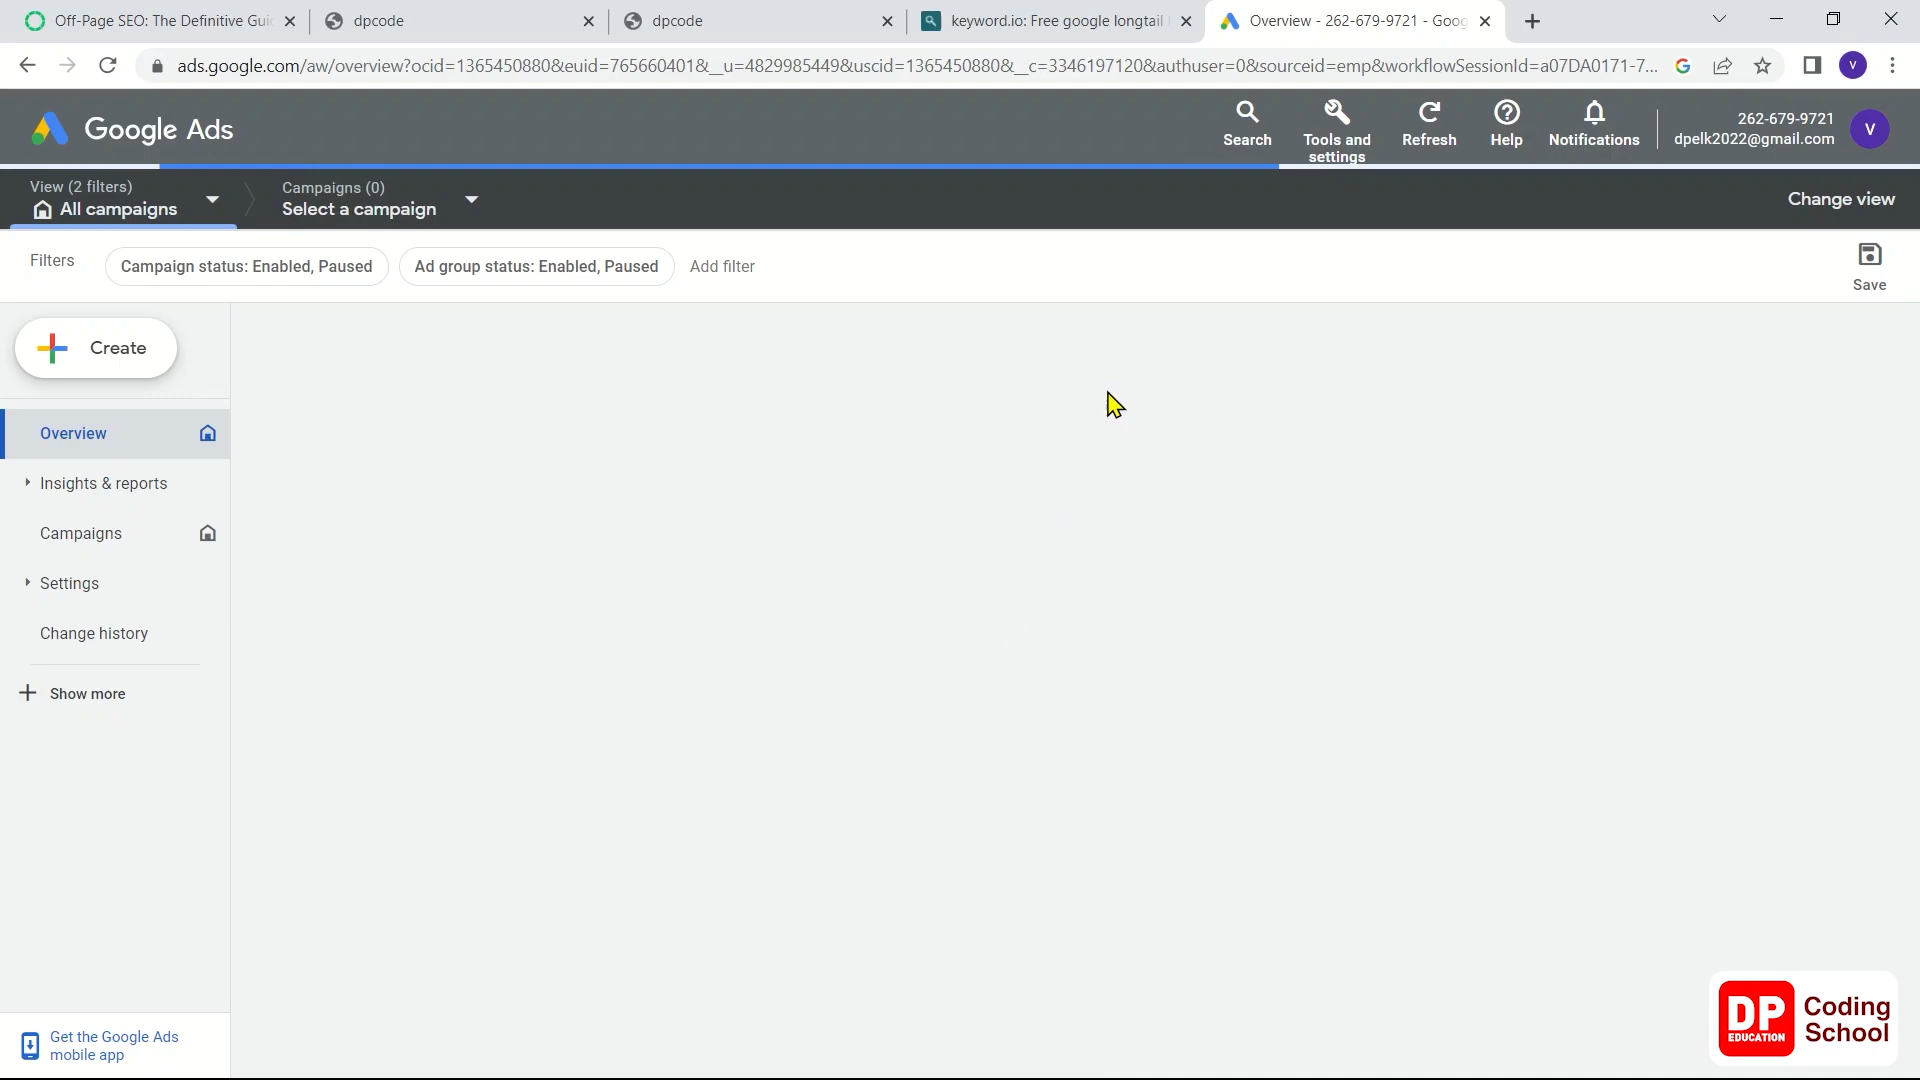 Off-Page SEO: The Definitive Gui
dpcode
dpcode
keyword.io: Free google longtail
Overview - 262-679-9721 - Goog
ads.google.com/aw/overview?ocid=1365450880&euid=765660401&__u=4829985449&uscid=1365450880&__c=3346197120&authuser=0&sourceid=emp&workflowSessionId=a07DA0171-7...
V
Google Ads
Search
Tools and
settings
Refresh
Help
Notifications
262-679-9721
dpelk2022@gmail.com
V
View (2 filters)
All campaigns
Campaigns (0)
Select a campaign
Change view
Filters
Campaign status: Enabled, Paused
Ad group status: Enabled, Paused
Add filter
Save
Create
Overview
Insights & reports
Campaigns
Settings
Change history
Show more
Get the Google Ads
mobile app
DP
EDUCATION
Coding
School